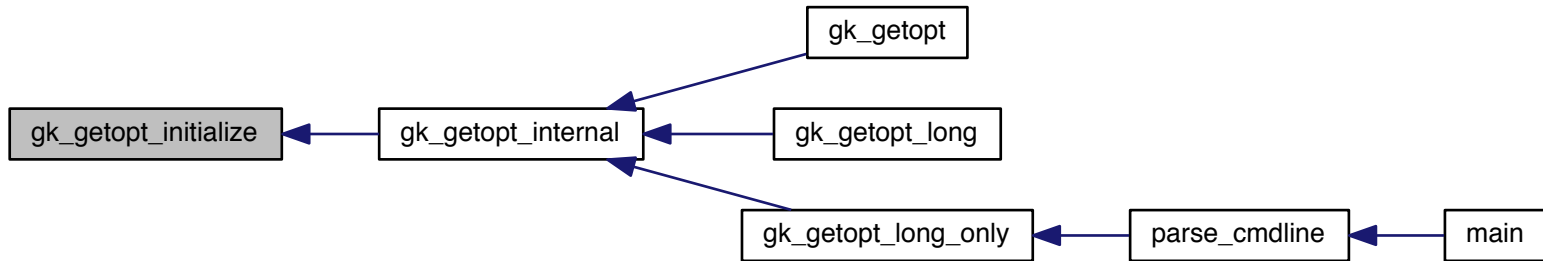 gk_getopt
gk_getopt_initialize
gk_getopt_internal
gk_getopt_long
gk_getopt_long_only
parse_cmdline
main